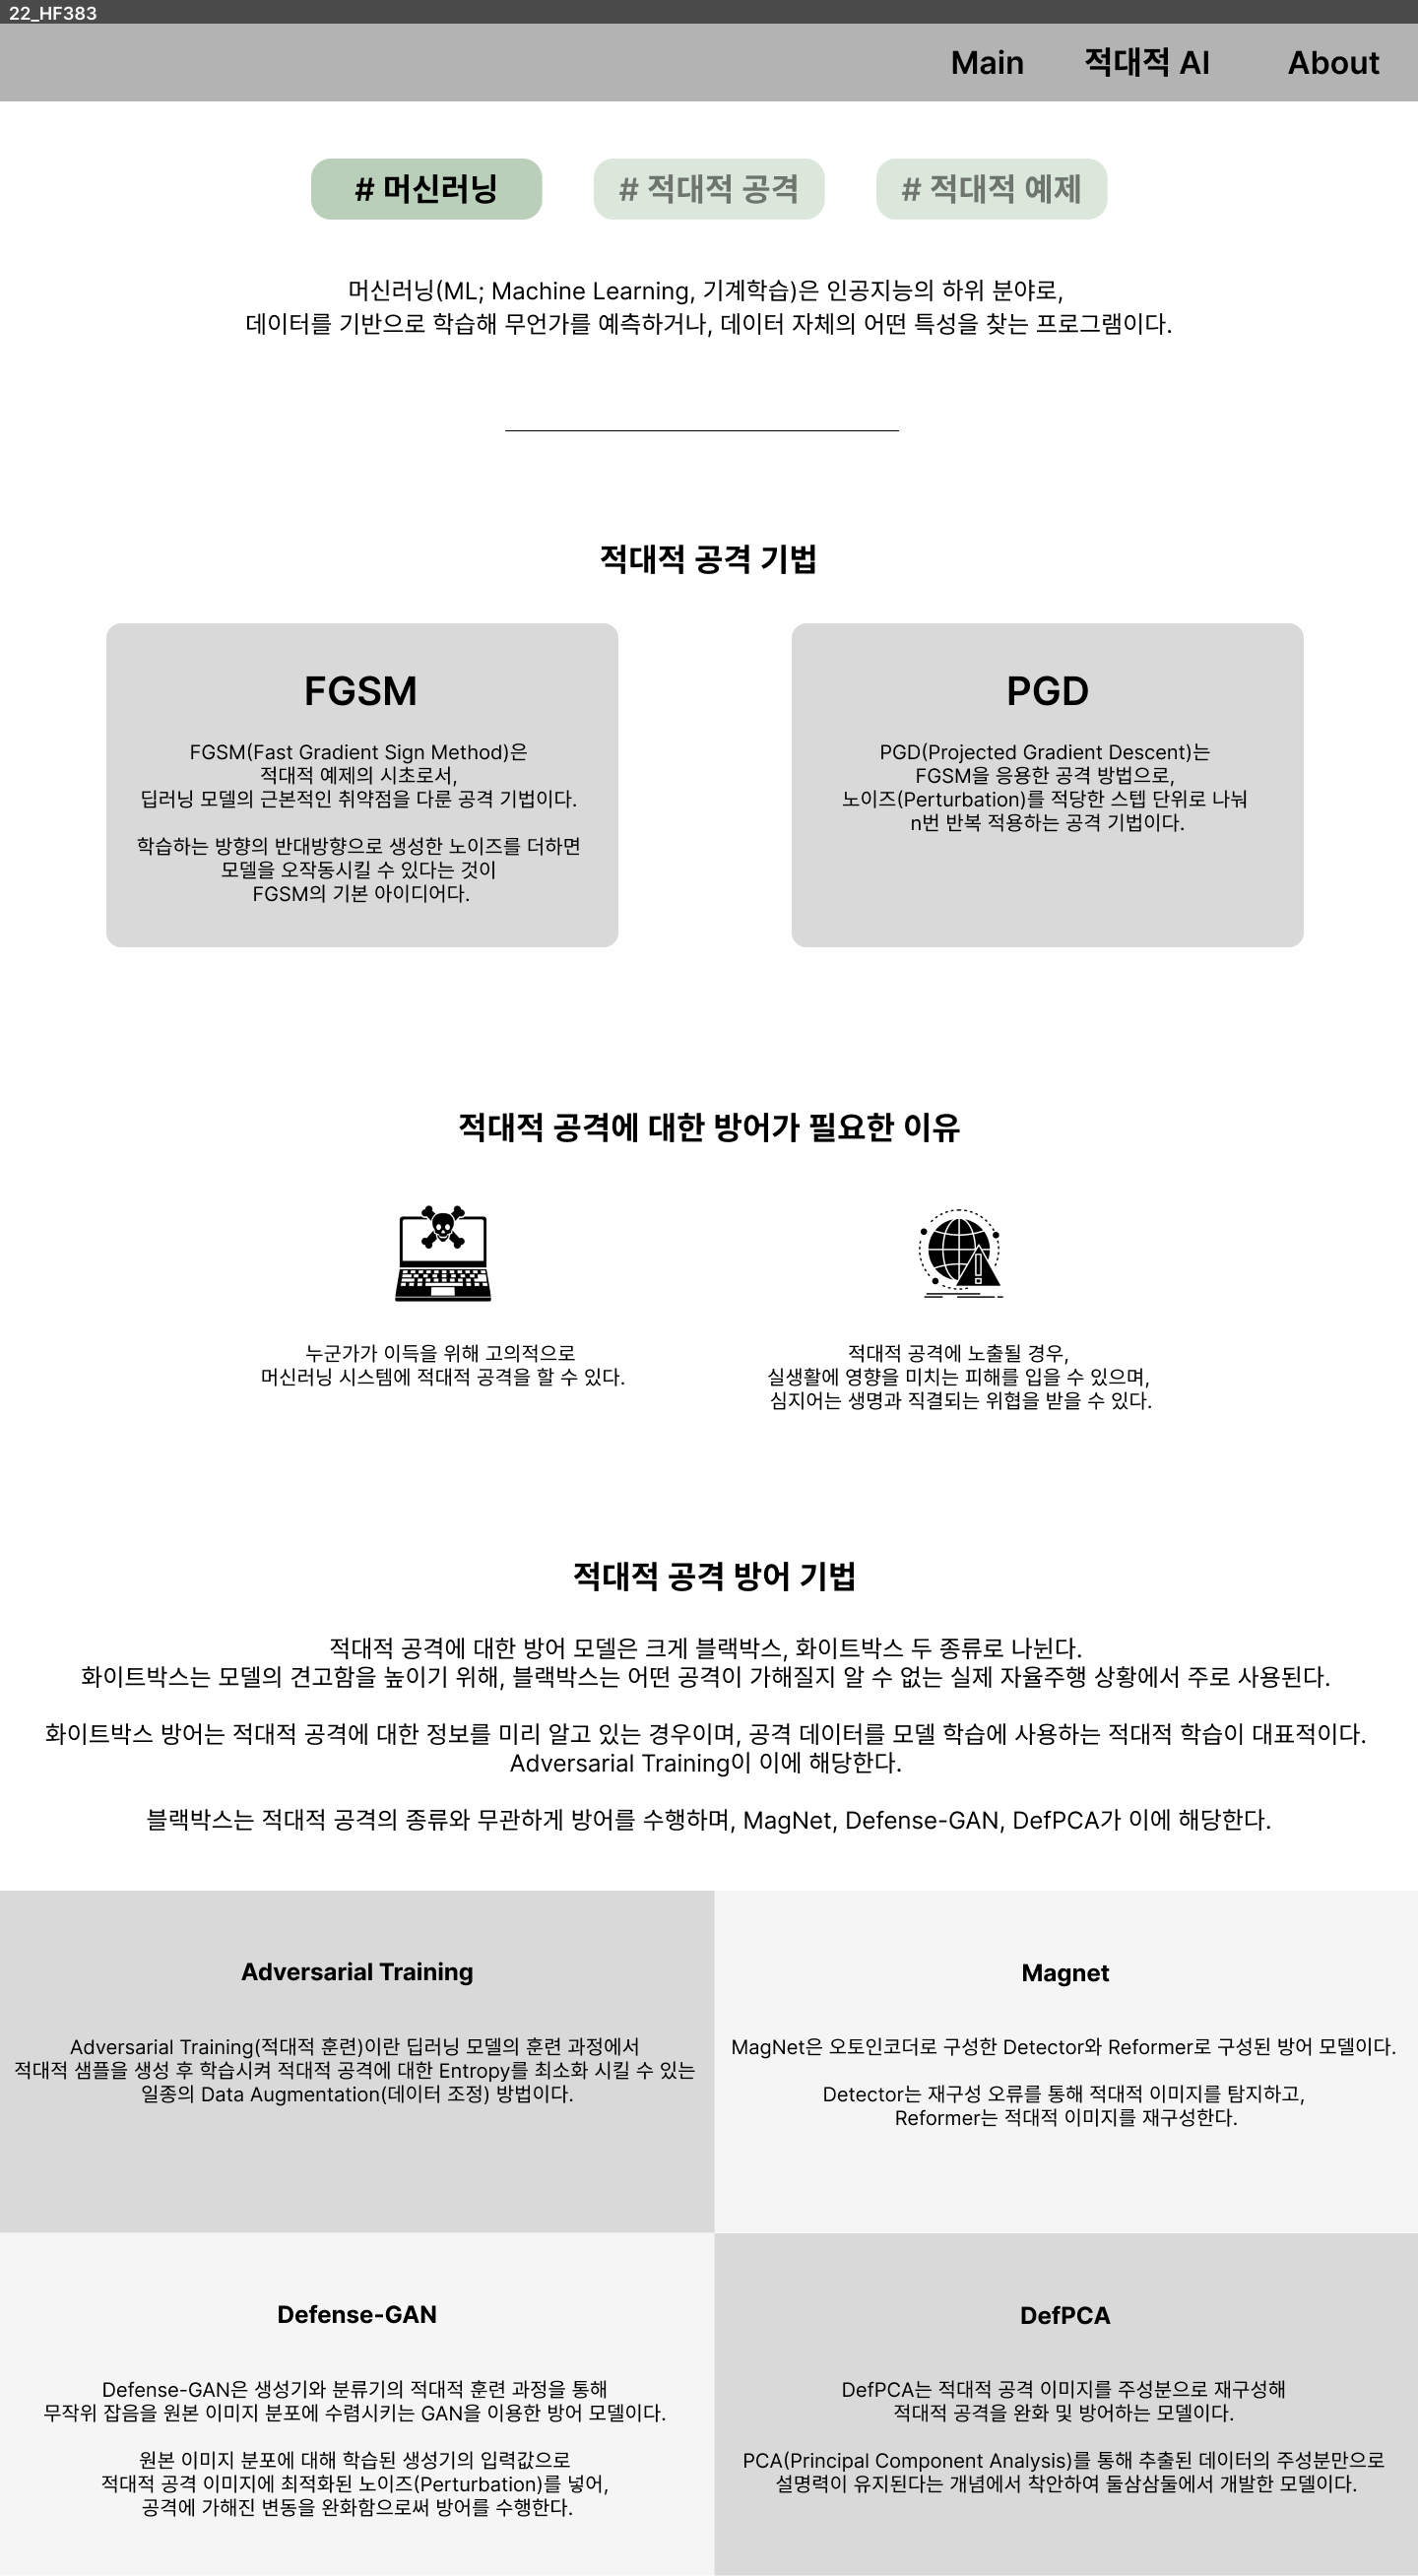 22_HF383
Main 적대적 AI About
# 머신러닝 # 적대적 공격 # 적대적 예제
머신러닝(ML; Machine Learning, 기계학습)은 인공지능의 하위 분야로,
데이터를 기반으로 학습해 무언가를 예측하거나, 데이터 자체의 어떤 특성을 찾는 프로그램이다.
적대적 공격 기법
FGSM
FGSM(Fast Gradient Sign Method)은
적대적 예제의 시초로서,
딥러닝 모델의 근본적인 취약점을 다룬 공격 기법이다.
학습하는 방향의 반대방향으로 생성한 노이즈를 더하면
모델을 오작동시킬 수 있다는 것이
FGSM의 기본 아이디어다.
PGD
PGD(Projected Gradient Descent)는
FGSM을 응용한 공격 방법으로,
노이즈(Perturbation)를 적당한 스텝 단위로 나눠
n번 반복 적용하는 공격 기법이다.
적대적 공격에 대한 방어가 필요한 이유
누군가가 이득을 위해 고의적으로
머신러닝 시스템에 적대적 공격을 할 수 있다.
적대적 공격에 노출될 경우,
실생활에 영향을 미치는 피해를 입을 수 있으며,
심지어는 생명과 직결되는 위협을 받을 수 있다.
적대적 공격 방어 기법
적대적 공격에 대한 방어 모델은 크게 블랙박스, 화이트박스 두 종류로 나뉜다.
화이트박스는 모델의 견고함을 높이기 위해, 블랙박스는 어떤 공격이 가해질지 알 수 없는 실제 자율주행 상황에서 주로 사용된다.
화이트박스 방어는 적대적 공격에 대한 정보를 미리 알고 있는 경우이며, 공격 데이터를 모델 학습에 사용하는 적대적 학습이 대표적이다.
Adversarial Training이 이에 해당한다.
블랙박스는 적대적 공격의 종류와 무관하게 방어를 수행하며, MagNet, Defense-GAN, DefPCA가 이에 해당한다.
Adversarial Training
Adversarial Training(적대적 훈련)이란 딥러닝 모델의 훈련 과정에서
적대적 샘플을 생성 후 학습시켜 적대적 공격에 대한 Entropy를 최소화 시킬 수 있는
일종의 Data Augmentation(데이터 조정) 방법이다.
Magnet
MagNet은 오토인코더로 구성한 Detector와 Reformer로 구성된 방어 모델이다.
Detector는 재구성 오류를 통해 적대적 이미지를 탐지하고,
Reformer는 적대적 이미지를 재구성한다.
Defense-GAN
Defense-GAN은 생성기와 분류기의 적대적 훈련 과정을 통해
무작위 잡음을 원본 이미지 분포에 수렴시키는 GAN을 이용한 방어 모델이다.
원본 이미지 분포에 대해 학습된 생성기의 입력값으로
적대적 공격 이미지에 최적화된 노이즈(Perturbation)를 넣어,
공격에 가해진 변동을 완화함으로써 방어를 수행한다.
DefPCA
DefPCA는 적대적 공격 이미지를 주성분으로 재구성해
적대적 공격을 완화 및 방어하는 모델이다.
PCA(Principal Component Analysis)를 통해 추출된 데이터의 주성분만으로
설명력이 유지된다는 개념에서 착안하여 둘삼삼둘에서 개발한 모델이다.